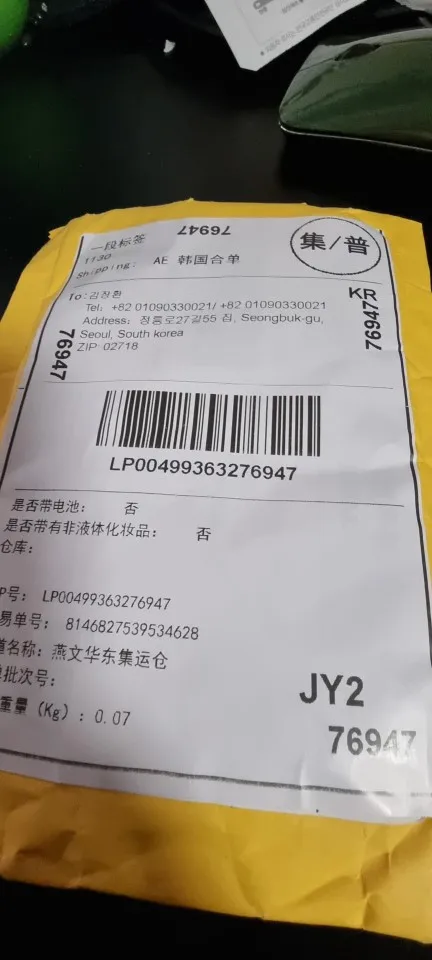 一段标签
76947
集/普
1130
Shipping: AE 韩国合单
To: 김장환
KR
Tel: +82 01090330021/ +82 01090330021
Address: 정릉로27길55 집, Seongbuk-gu,
Seoul, South korea
ZIP: 02718
76947
76947
LP00499363276947
是否带电池: 否
是否带有非液体化妆品: 否
仓库:
P号: LP00499363276947
易单号: 8146827539534628
道名称: 燕文华东集运仓
批次号:
JY2
重量 (Kg) : 0.07
76947